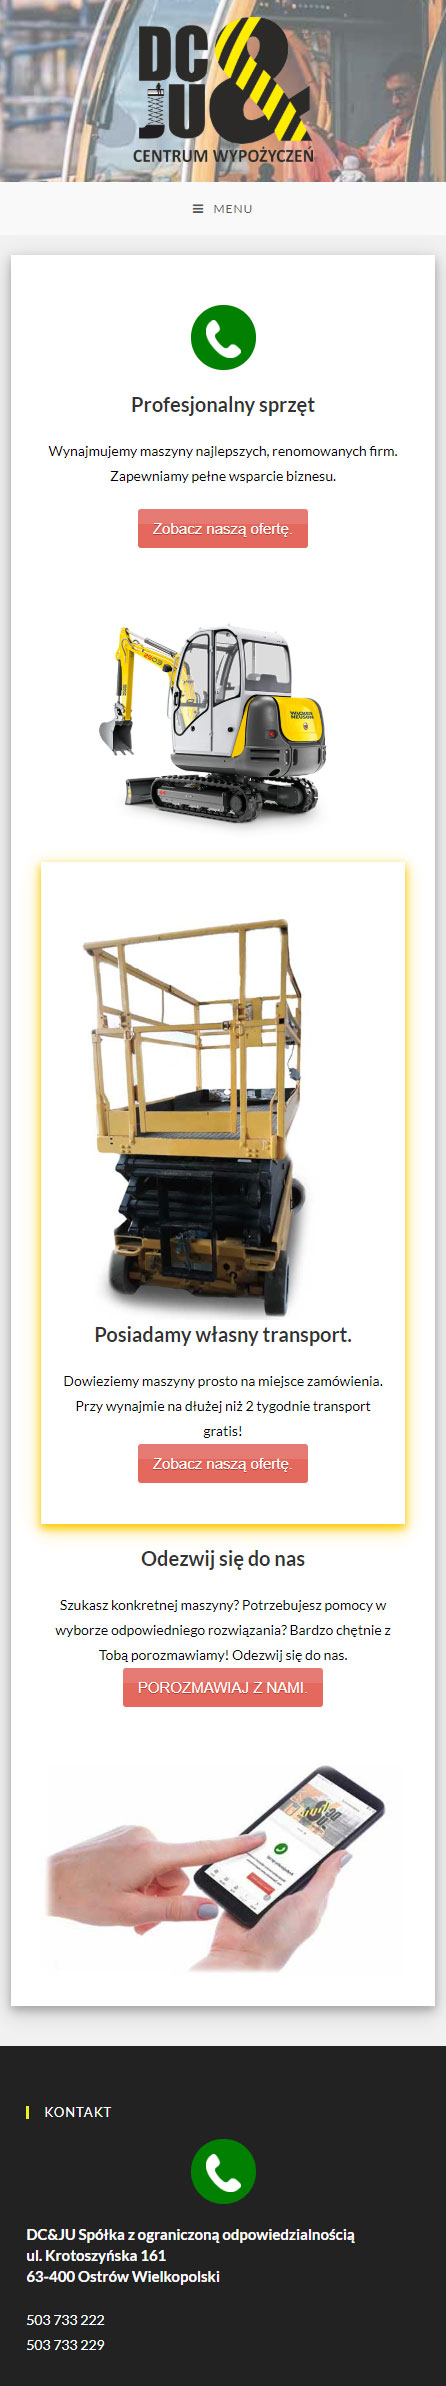 DC &
JU
CENTRUM WYPOŻYCZEŃ
MENU
Profesjonalny sprzęt
Wynajmujemy maszyny najlepszych, renomowanych firm.
Zapewniamy pełne wsparcie biznesu.
Zobacz naszą ofertę.
WACKER
NEUSON
Posiadamy własny transport.
Dowieziemy maszyny prosto na miejsce zamówienia.
Przy wynajmie na dłużej niż 2 tygodnie transport
gratis!
Zobacz naszą ofertę.
Odezwij się do nas
Szukasz konkretnej maszyny? Potrzebujesz pomocy w
wyborze odpowiedniego rozwiązania? Bardzo chętnie z
Tobą porozmawiamy! Odezwij się do nas.
POROZMAWIAJ Z NAMI.
KONTAKT
DC&JU Spółka z ograniczoną odpowiedzialnością
ul. Krotoszyńska 161
63-400 Ostrów Wielkopolski
503 733 222
503 733 229